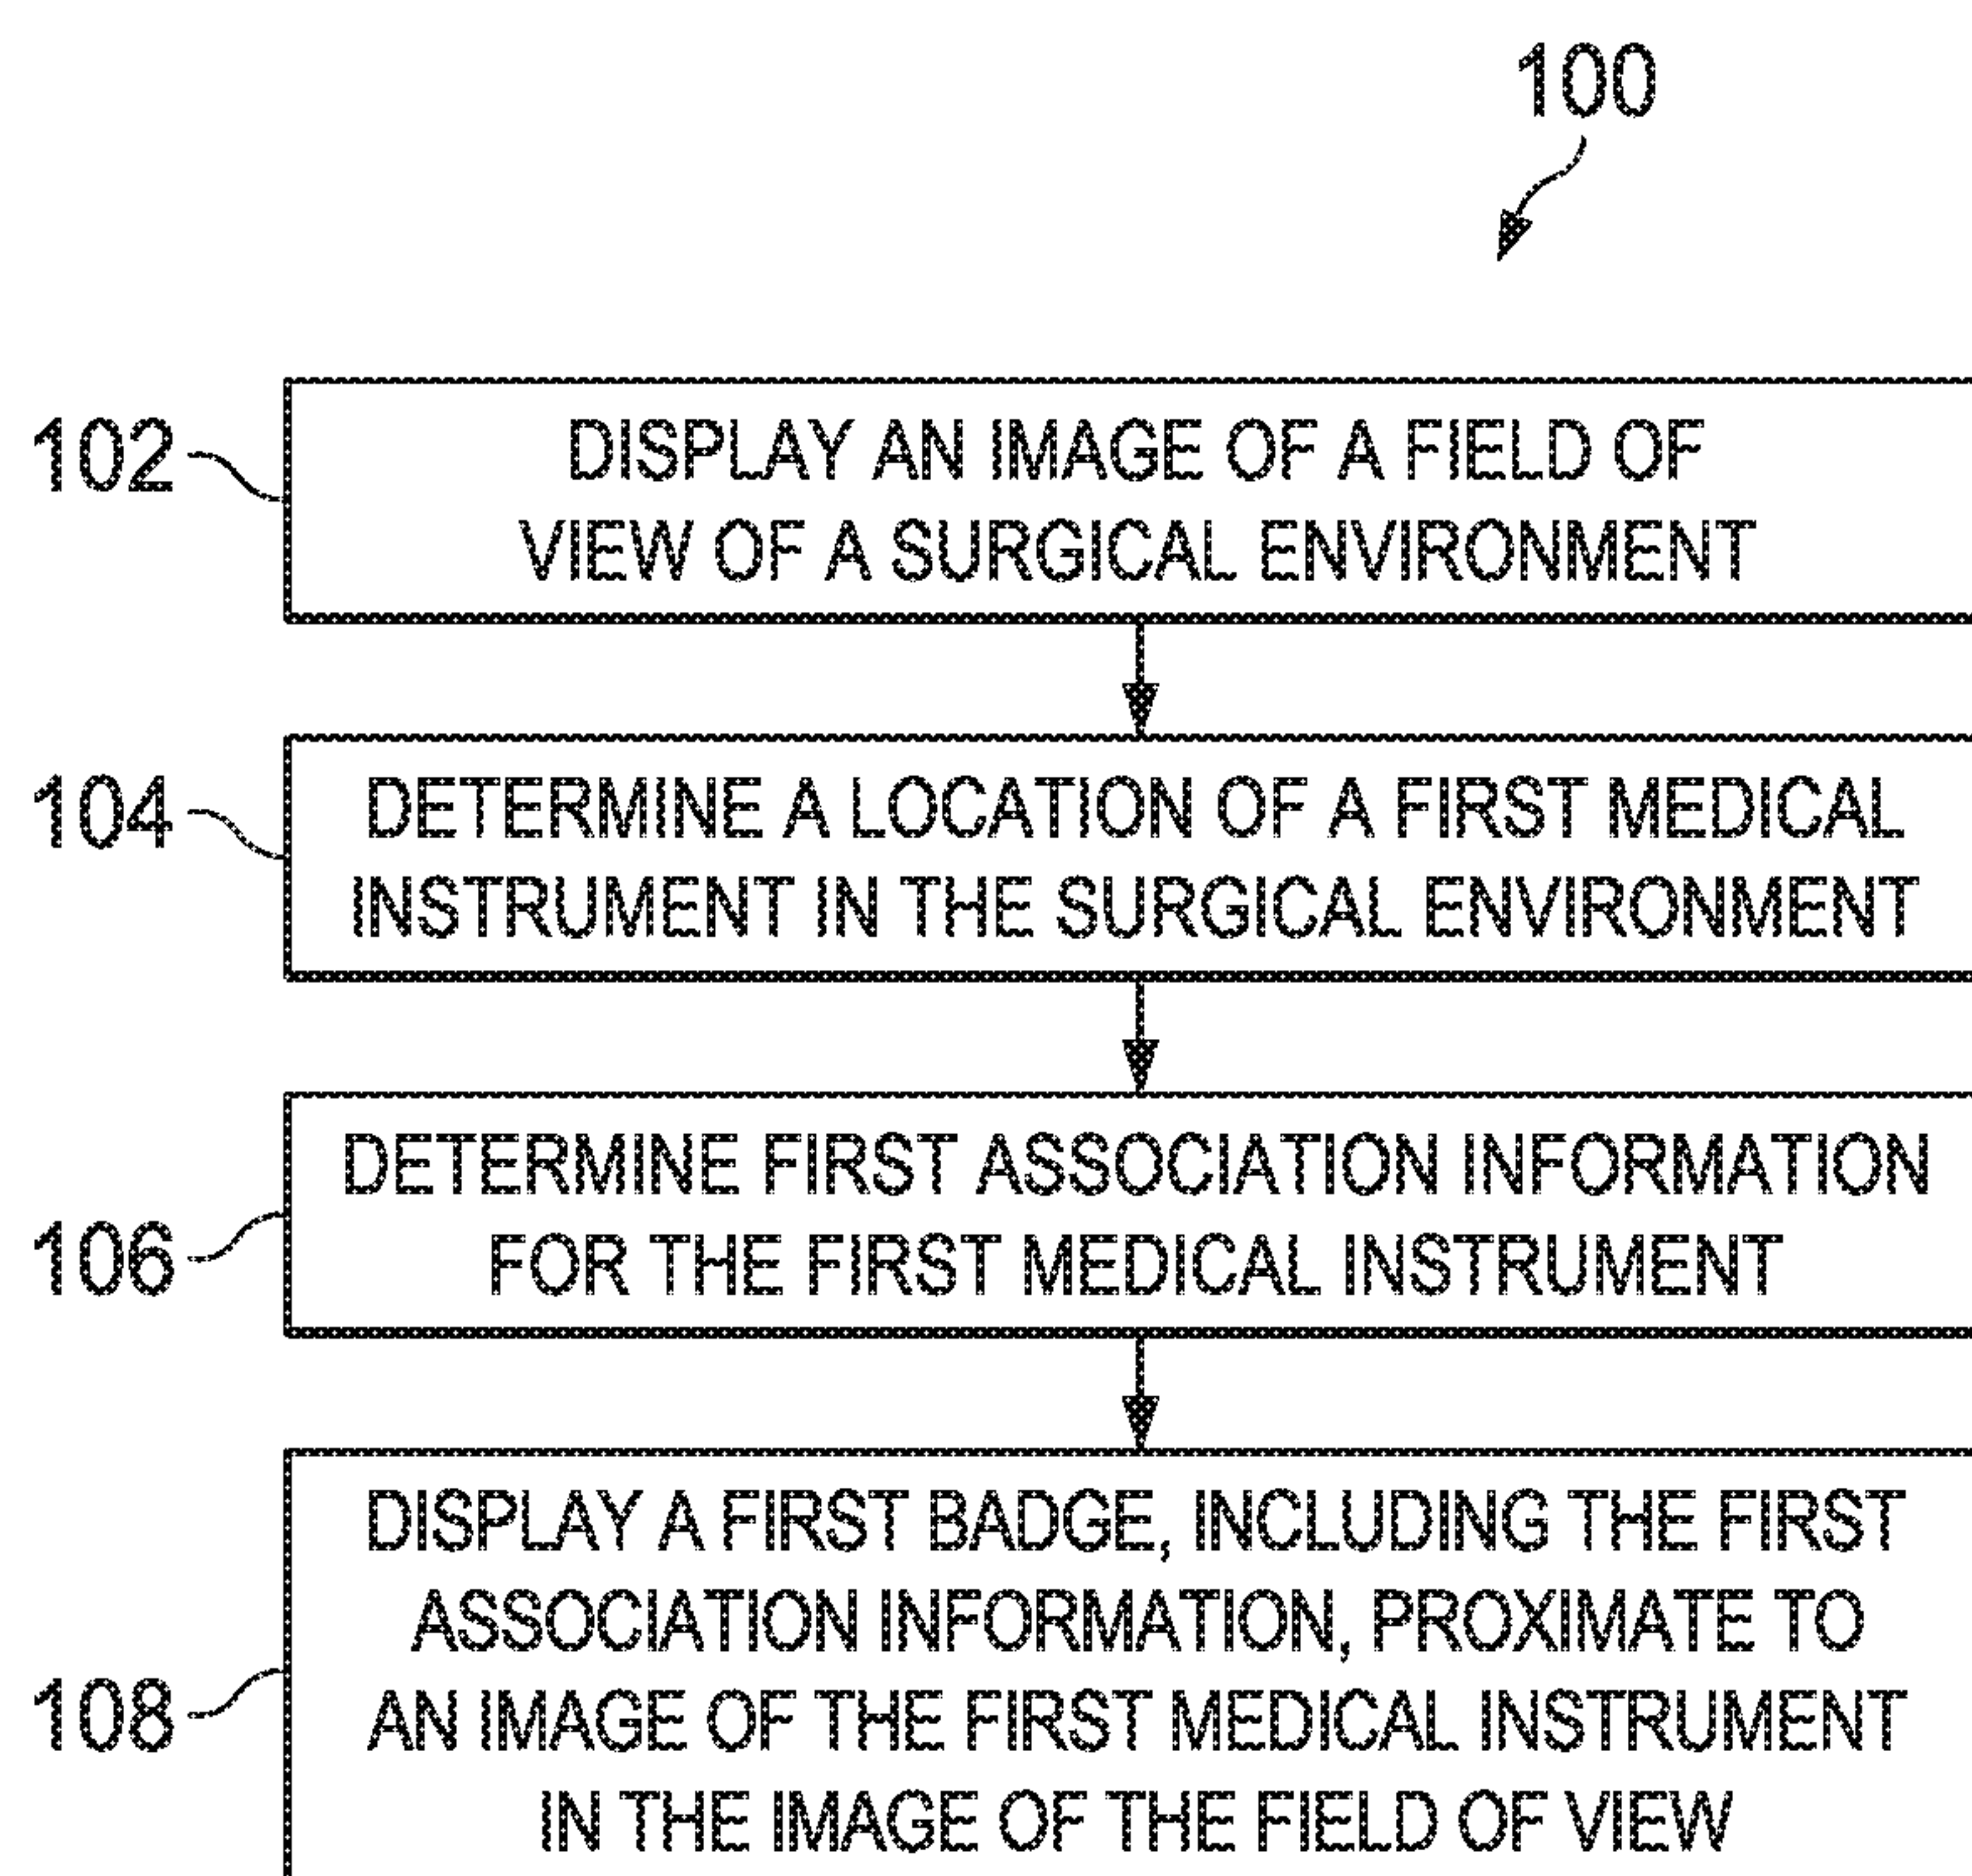 100
102
DISPLAY AN IMAGE OF A FIELD OF
VIEW OF A SURGICAL ENVIRONMENT
104
DETERMINE A LOCATION OF A FIRST MEDICAL
INSTRUMENT IN THE SURGICAL ENVIRONMENT
106
DETERMINE FIRST ASSOCIATION INFORMATION
FOR THE FIRST MEDICAL INSTRUMENT
108
DISPLAY A FIRST BADGE, INCLUDING THE FIRST
ASSOCIATION INFORMATION, PROXIMATE TO
AN IMAGE OF THE FIRST MEDICAL INSTRUMENT
IN THE IMAGE OF THE FIELD OF VIEW